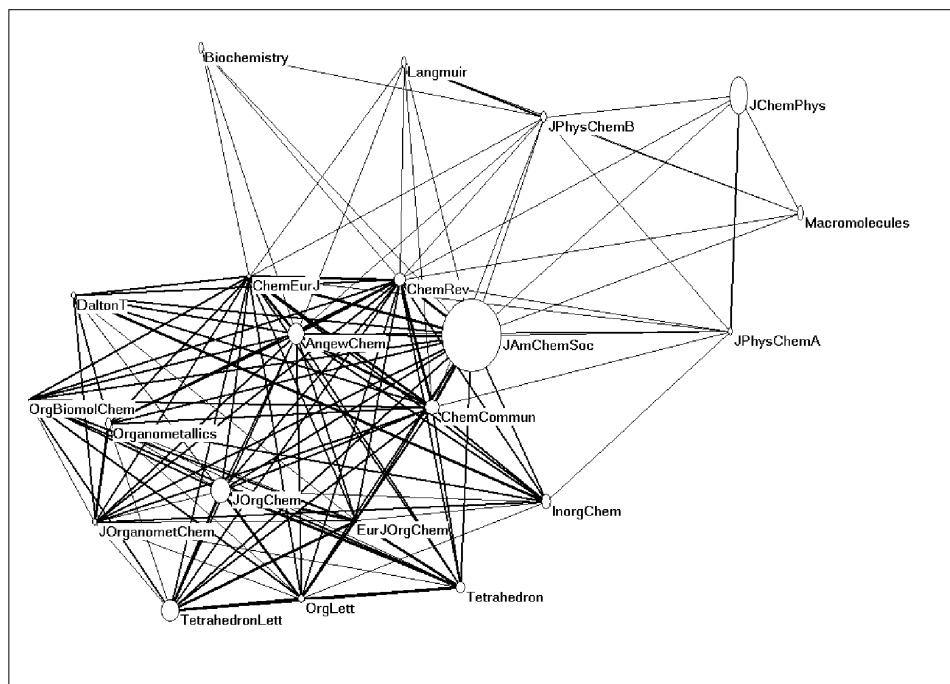 Biochemistry
Langmuir
JChemPhys
JPhysChemB
Macromolecules
ChemEurJ
ChemRev
DaltonT
AngewChem
JAmChemSoc
JPhysChemA
OrgBiomolChem
ChemCommun
Organometallics
JOrgChem
InorgChem
JOrganometChem
EurJOrgChem
Tetrahedron
OrgLett
TetrahedronLett